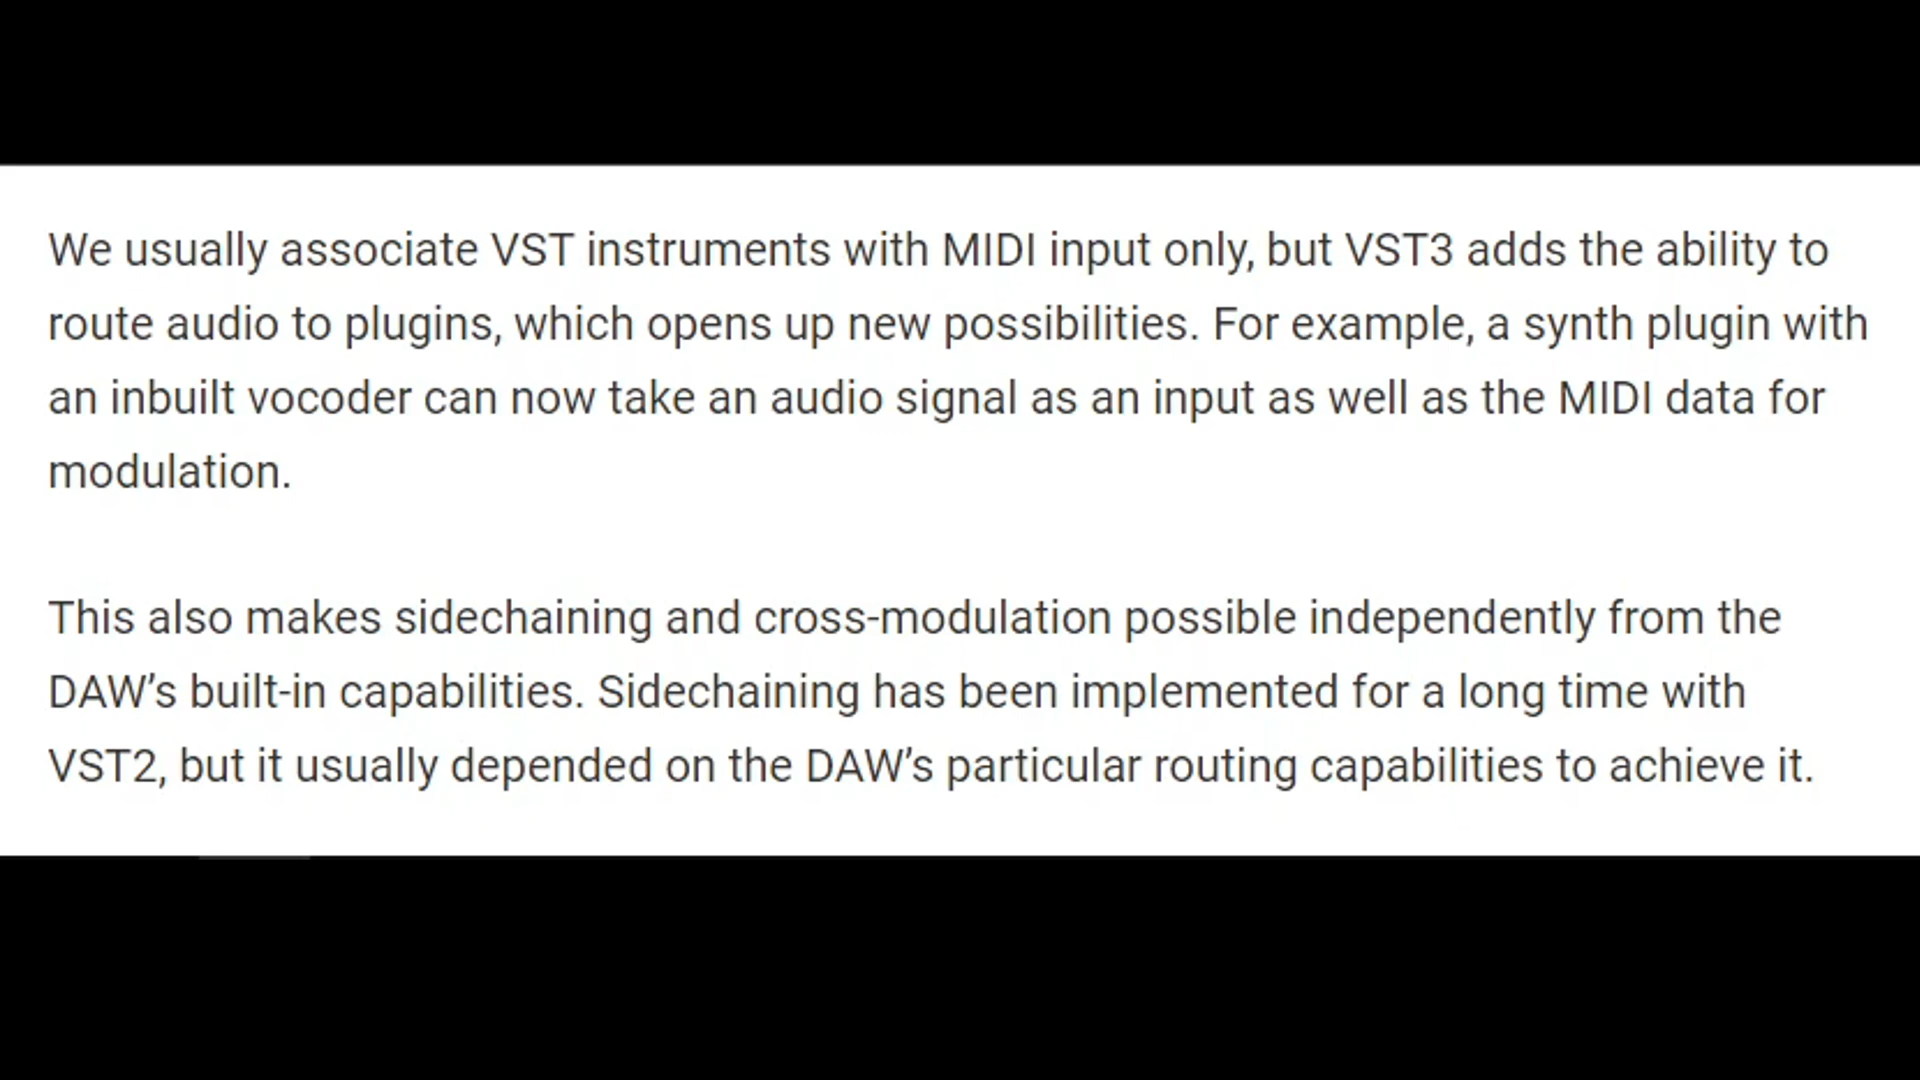 We usually associate VST instruments with MIDI input only, but VST3 adds the ability to
route audio to plugins, which opens up new possibilities. For example, a synth plugin with
an inbuilt vocoder can now take an audio signal as an input as well as the MIDI data for
modulation.
This also makes sidechaining and cross-modulation possible independently from the
DAW’s built-in capabilities. Sidechaining has been implemented for a long time with
VST2, but it usually depended on the DAW’s particular routing capabilities to achieve it.